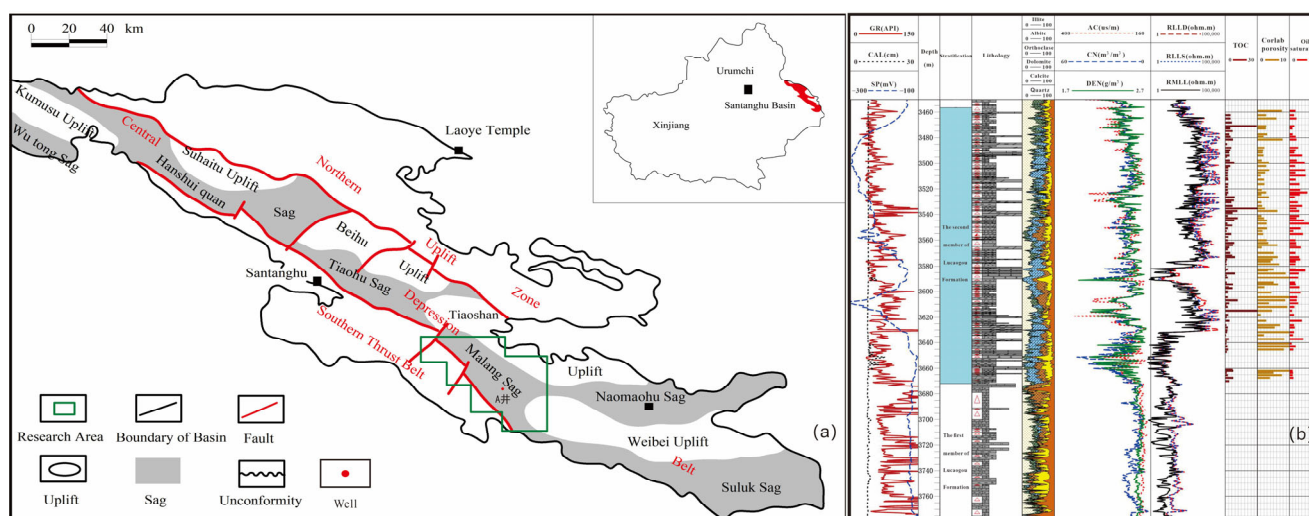 0 20 40 km
Kumusu Uplift
Wu tong Sag
Central
Suhaitu Uplift
Hanshui quan
Sag
Northern
Laoye Temple
Beihu
Uplift
Uplift
Zone
Santanghu
Tiaohu Sag
Depression
Tiaoshan
Southern Thrust Belt
Malang Sag
A井
Uplift
Naomaohu Sag
Weibei Uplift
Belt
Suluk Sag
(a)
Urumchi
Santanghu Basin
Xinjiang
Research Area
Boundary of Basin
Fault
Uplift
Sag
Unconformity
Well
GR(API)
0 150
CAL(cm)
0 30
SP(mV)
-300 -100
Depth
(m)
Stratification
Lithology
Illite
0 100
Albite
0 100
Orthoclase
0 100
Dolomite
0 100
Calcite
0 100
Quartz
0 100
AC(us/m)
400 160
CN(m³/m³)
60 -0
DEN(g/m³)
1.7 2.7
RLLD(ohm.m)
1 100,000
RLLS(ohm.m)
1 100,000
RMLL(ohm.m)
1 100,000
TOC
0 30
Corlab
porosity
0 10
Oil
satura
3460
3480
3500
3520
3540
3560
3580
3600
3620
3640
3660
3680
3700
3720
3740
3760
The second
member of
Lucaogou
Formation
The first
member of
Lucaogou
Formation
(b)